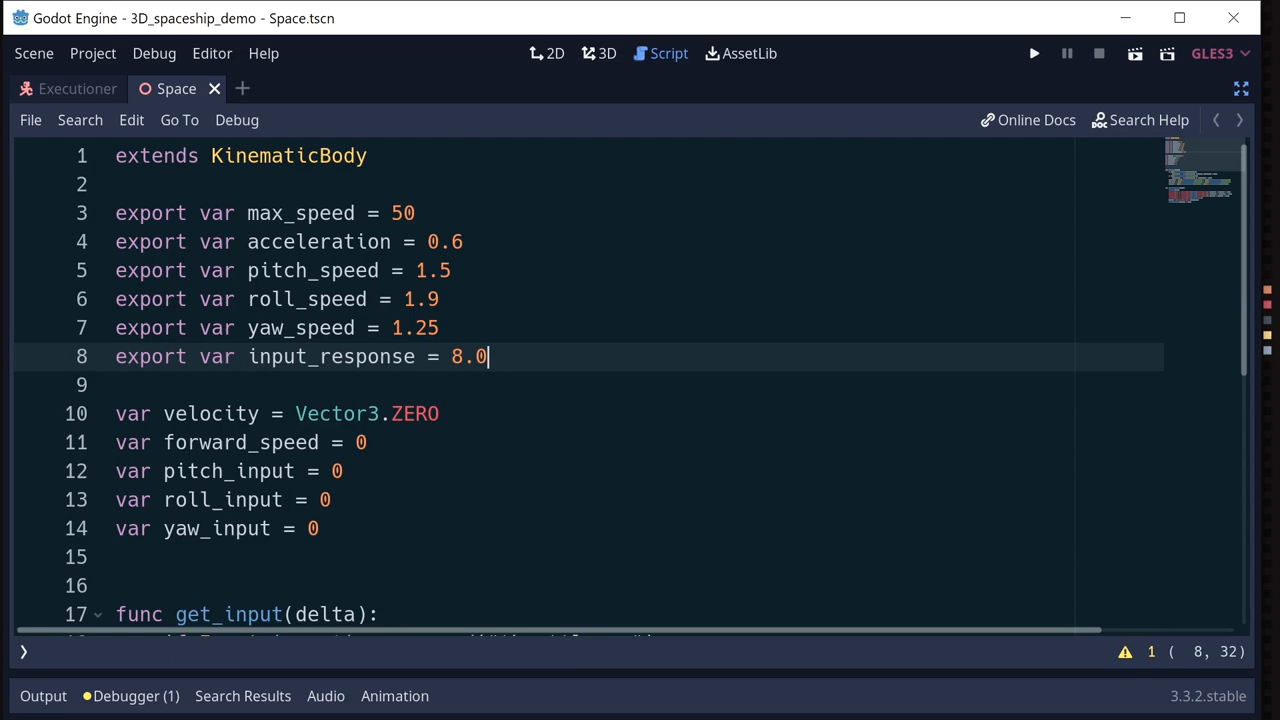 Godot Engine - 3D_spaceship_demo - Space.tscn
Scene Project Debug Editor Help 2D 3D Script AssetLib GLES3
Executioner Space
File Search Edit Go To Debug Online Docs Search Help
1 extends KinematicBody
2
3 export var max_speed = 50
4 export var acceleration = 0.6
5 export var pitch_speed = 1.5
6 export var roll_speed = 1.9
7 export var yaw_speed = 1.25
8 export var input_response = 8.0
9
10 var velocity = Vector3.ZERO
11 var forward_speed = 0
12 var pitch_input = 0
13 var roll_input = 0
14 var yaw_input = 0
15
16
17 func get_input(delta):
1 ( 8, 32)
Output Debugger (1) Search Results Audio Animation 3.3.2.stable